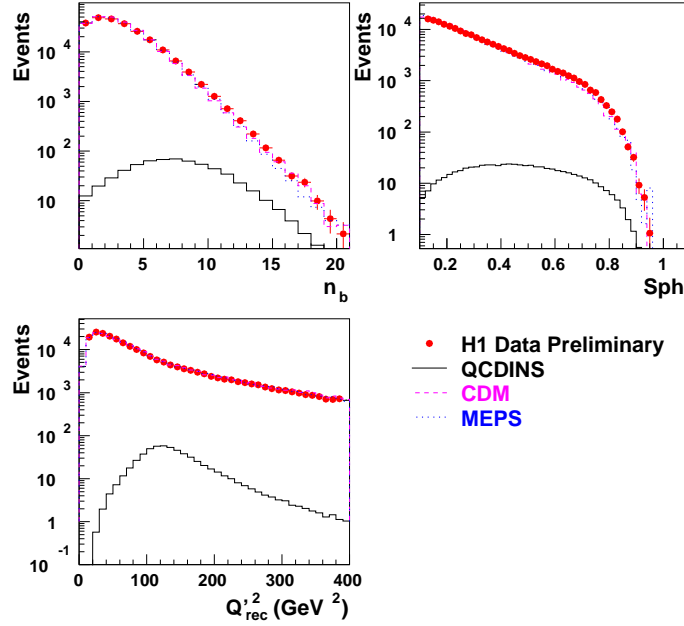 Events
10^4
10^3
10^2
10
0 5 10 15 20
n_b
Events
10^4
10^3
10^2
10
1
0.2 0.4 0.6 0.8 1
Sph
Events
10^4
10^3
10^2
10
1
10^-1
0 100 200 300 400
Q'^2_rec (GeV^2)
H1 Data Preliminary
QCDINS
CDM
MEPS